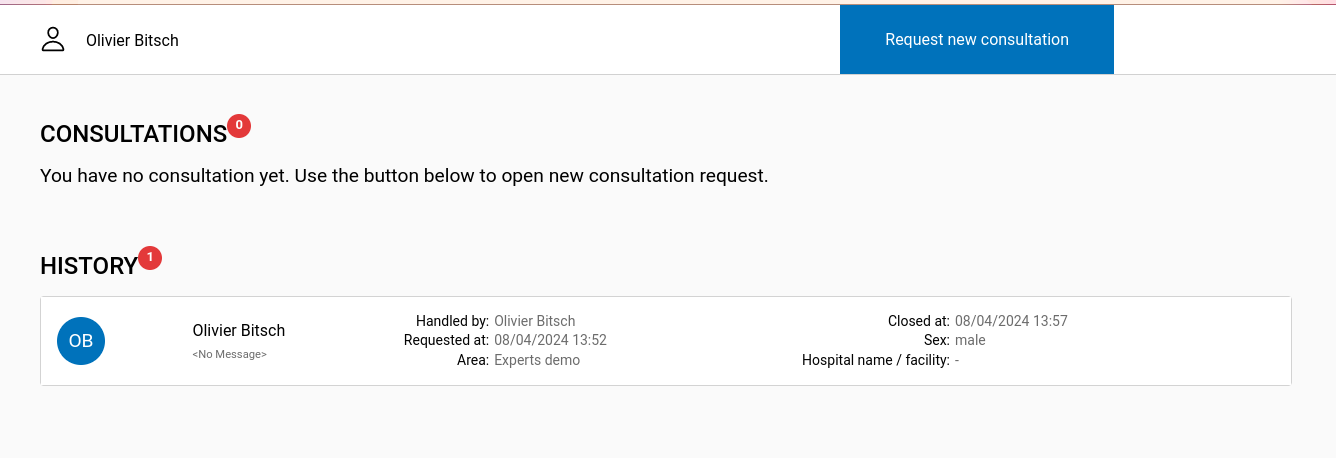 Olivier Bitsch
Request new consultation
CONSULTATIONS 0
You have no consultation yet. Use the button below to open new consultation request.
HISTORY 1
OB
Olivier Bitsch
<No Message>
Handled by: Olivier Bitsch
Requested at: 08/04/2024 13:52
Area: Experts demo
Closed at: 08/04/2024 13:57
Sex: male
Hospital name / facility: -